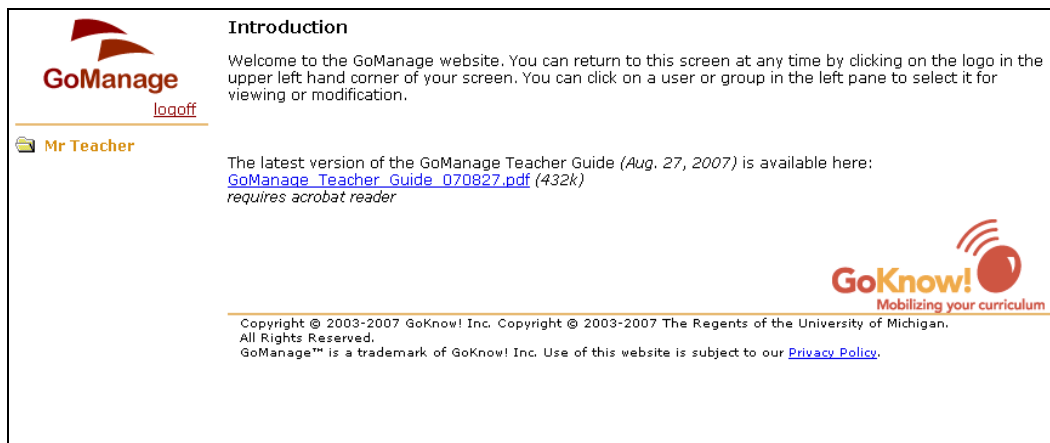 GoManage
logoff
Mr Teacher
Introduction
Welcome to the GoManage website. You can return to this screen at any time by clicking on the logo in the
upper left hand corner of your screen. You can click on a user or group in the left pane to select it for
viewing or modification.
The latest version of the GoManage Teacher Guide (Aug. 27, 2007) is available here:
GoManage_Teacher_Guide_070827.pdf (432k)
requires acrobat reader
GoKnow!
Mobilizing your curriculum
Copyright © 2003-2007 GoKnow! Inc. Copyright © 2003-2007 The Regents of the University of Michigan.
All Rights Reserved.
GoManage™ is a trademark of GoKnow! Inc. Use of this website is subject to our Privacy Policy.